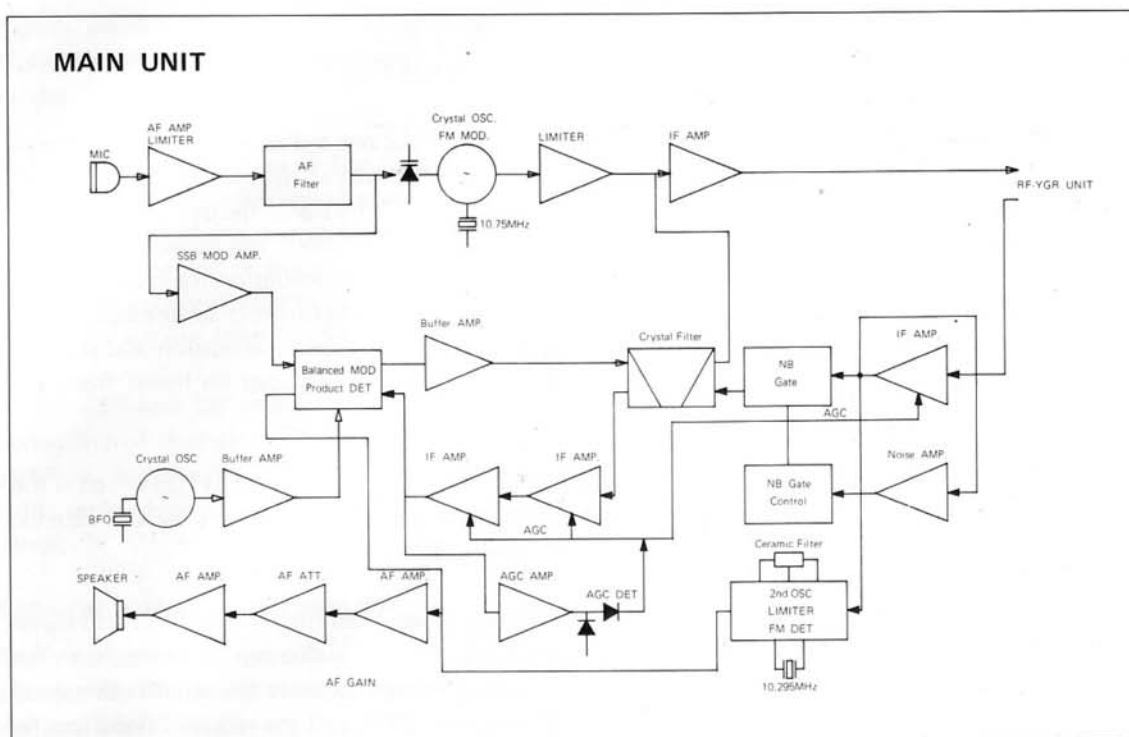 MAIN UNIT
MIC
AF AMP
LIMITER
AF
Filter
Crystal OSC.
FM MOD.
10.75MHz
LIMITER
IF AMP
RF-YGR UNIT
SSB MOD AMP.
Balanced MOD
Product DET
Buffer AMP.
Crystal Filter
NB
Gate
IF AMP.
AGC
Crystal OSC
BFO
Buffer AMP.
IF AMP.
IF AMP.
AGC
NB Gate
Control
Noise AMP.
SPEAKER
AF AMP.
AF ATT.
AF AMP.
AGC AMP.
AGC DET
Ceramic Filter
2nd OSC
LIMITER
FM DET
10.295MHz
AF GAIN